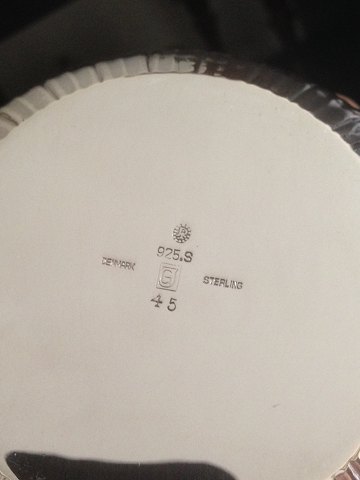 925.S
DENMARK
STERLING
45